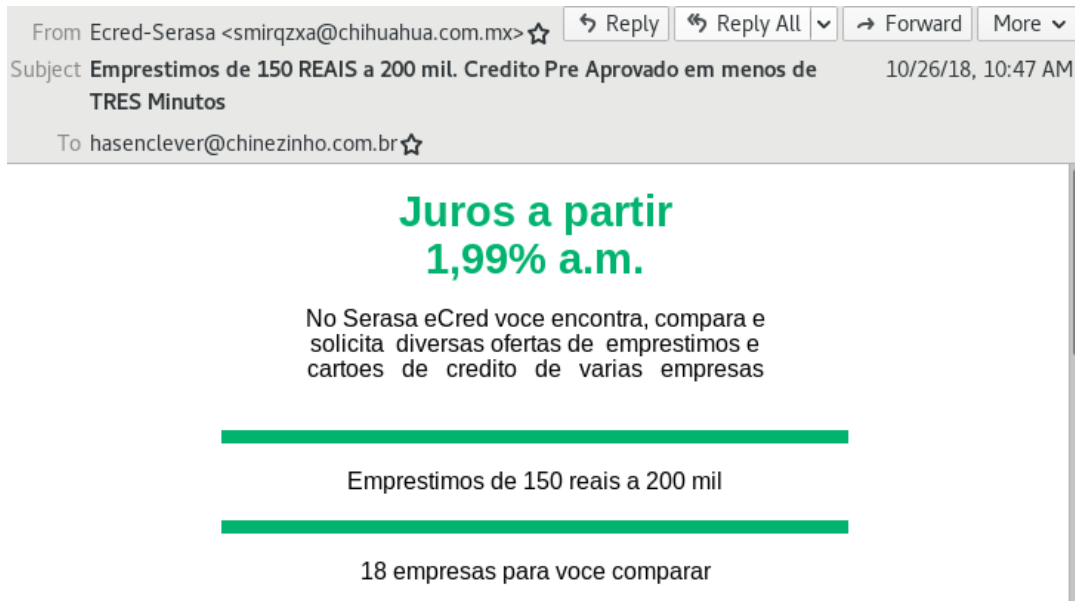 From Ecred-Serasa <smirqzxa@chihuahua.com.mx> Reply Reply All Forward More
Subject Emprestimos de 150 REAIS a 200 mil. Credito Pre Aprovado em menos de 10/26/18, 10:47 AM
TRES Minutos
To hasenclever@chinezinho.com.br
Juros a partir
1,99% a.m.
No Serasa eCred voce encontra, compara e
solicita diversas ofertas de emprestimos e
cartoes de credito de varias empresas
Emprestimos de 150 reais a 200 mil
18 empresas para voce comparar